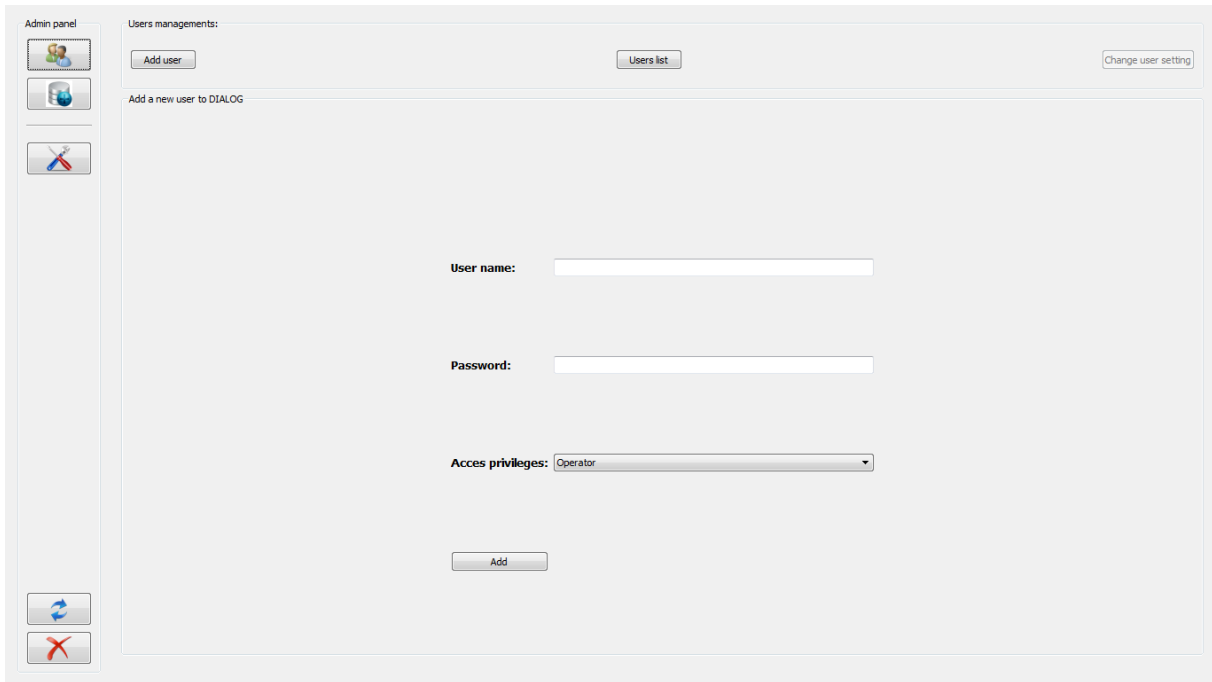 Admin panel
Users managements:
Add user
Users list
Change user setting
Add a new user to DIALOG
User name:
Password:
Acces privileges: Operator
Add